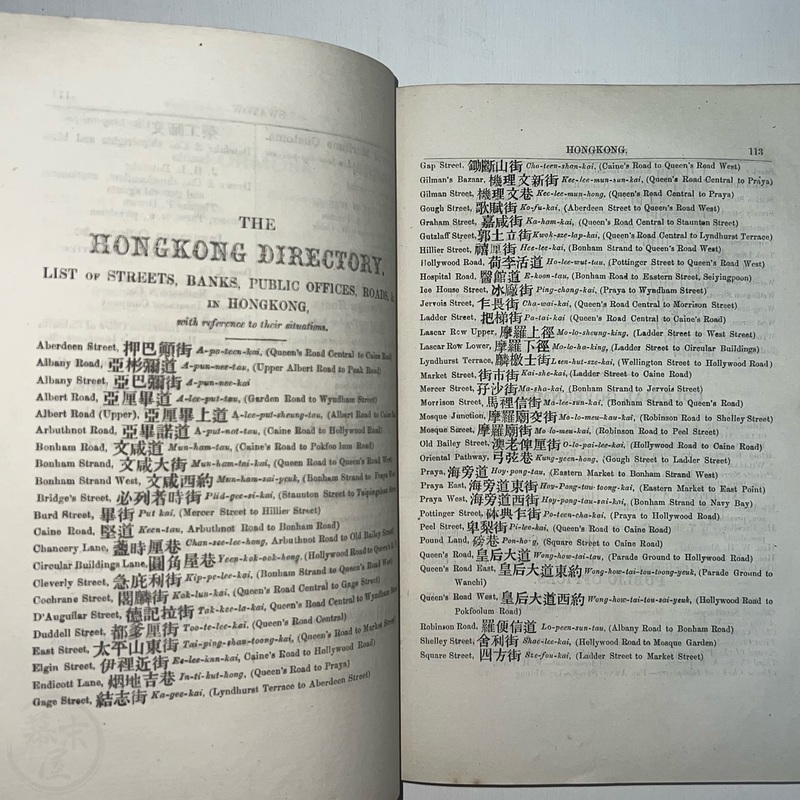 THE
HONGKONG DIRECTORY,
LIST OF STREETS, BANKS, PUBLIC OFFICES, ROADS, &
IN HONGKONG,
with reference to their situations.
Aberdeen Street, 押巴顛街 A-pa-teen-kai, (Queen's Road Central to Caine Road
Albany Road, 亞彬彌道 A-pun-nee-tau, (Upper Albert Road to Peak Road)
Albany Street, 亞巴彌街 A-pun-nee-kai
Albert Road, 亞厘畢道 A-lee-put-tau, (Garden Road to Wyndham Street)
Albert Road (Upper), 亞厘畢上道 A-lee-put-sheung-tau, (Albert Road to Caine
Arbuthnot Road, 亞畢諾道 A-put-not-tau, (Caine Road to Hollywood Road)
Bonham Road, 文咸道 Mun-ham-tau, (Caine's Road to Pokfoolum Road)
Bonham Strand, 文咸大街 Mun-ham-tai-kai, (Queen Road to Queen's Road West)
Bonham Strand West, 文咸西約 Mun-ham-sai-yeuk, (Bonham Strand to Praya West
Bridge's Street, 必列者時街 Piid-gee-si-kai, (Staunton Street to Taipingshan
Burd Street, 畢街 Put kai, (Mercer Street to Hillier Street)
Caine Road, 堅道 Keen-tau, Arbuthnot Road to Bonham Road)
Chancery Lane, 贊時厘巷 Chan-see-lee-hong, Arbuthnot Road to Old Bailey Street
Circular Buildings Lane, 圓角屋巷 Yeen-kok-ook-hong, (Hollywood Road to Queen's
Cleverly Street, 急庇利街 Kip-pe-lee-kai, (Bonham Strand to Queen's Road West)
Cochrane Street, 閣麟街 Kok-lun-kai, (Queen's Road Central to Gage Street)
D'Auguilar Street, 德記拉街 Tak-kee-la-kai, (Queen's Road Central to Wyndham Street
Duddell Street, 都爹厘街 Too-te-lee-kai, (Queen's Road Central)
East Street, 太平山東街 Tai-ping-shan-toong-kai, (Queen's Road to Market Street)
Elgin Street, 伊裡近街 Ee-lee-kun-kai, Caine's Road to Hollywood Road)
Endicott Lane, 烟地吉巷 In-ti-kut-hong, (Queen's Road to Praya)
Gage Street, 結志街 Ka-gee-kai, (Lyndhurst Terrace to Aberdeen Street)
HONGKONG, 113
Gap Street, 鋤斷山街 Cho-teen-shan-kai, (Caine's Road to Queen's Road West)
Gilman's Bazaar, 機理文新街 Kee-lee-mun-sun-kai, (Queen's Road Central to Praya)
Gilman Street, 機理文巷 Kee-lee-mun-hong, (Queen's Road Central to Praya)
Gough Street, 歌賦街 Ko-fu-kai, (Aberdeen Street to Queen's Road West)
Graham Street, 嘉咸街 Ka-ham-kai, (Queen's Road Central to Staunton Street)
Gutzlaff Street, 郭士立街 Kwok-sze-lap-kai, (Queen's Road Central to Lyndhurst Terrace)
Hillier Street, 禧厘街 Hee-lee-kai, (Bonham Strand to Queen's Road West)
Hollywood Road, 荷李活道 Ho-lee-wut-tau, (Pottinger Street to Queen's Road West)
Hospital Road, 醫館道 E-koon-tau, (Bonham Road to Eastern Street, Seiyingpoon)
Ice House Street, 冰廠街 Ping-chong-kai, (Praya to Wyndham Street)
Jervois Street, 乍畏街 Cha-wai-kai, (Queen's Road Central to Morrison Street)
Ladder Street, 把梯街 Pa-tai-kai, (Queen's Road Central to Caine's Road)
Lascar Row Upper, 摩羅上徑 Mo-lo-sheung-king, (Ladder Street to West Street)
Lascar Row Lower, 摩羅下徑 Mo-lo-ha-king, (Ladder Street to Circular Buildings)
Lyndhurst Terrace, 麟檄士街 Leen-hut-sze-kai, (Wellington Street to Hollywood Road)
Market Street, 街市街 Kai-she-kai, (Ladder Street to Caine Road)
Mercer Street, 孖沙街 Ma-sha-kai, (Bonham Strand to Jervois Street)
Morrison Street, 馬裡信街 Ma-lee-sun-kai, (Bonham Strand to Queen's Road)
Mosque Junction, 摩羅廟交街 Mo-lo-meu-kau-kai, (Robinson Road to Shelley Street)
Mosque Street, 摩羅廟街 Mo-lo-meu-kai, (Robinson Road to Peel Street)
Old Bailey Street, 澳老俾厘街 O-lo-pai-lee-kai, (Hollywood Road to Caine Road)
Oriental Pathway, 弓弦巷 Kung-yeen-hong, (Gough Street to Ladder Street)
Praya, 海旁道 Hoy-pong-tau, (Eastern Market to Bonham Strand West)
Praya East, 海旁道東街 Hoy-Pong-tau-toong-kai, (Eastern Market to East Point)
Praya West, 海旁道西街 Hoy-pong-tau-sai-kai, (Bonham Strand to Navy Bay)
Pottinger Street, 砵典乍街 Po-teen-cha-kai, (Praya to Hollywood Road)
Peel Street, 卑梨街 Pi-lee-kai, (Queen's Road to Caine Road)
Pound Lane, 傍巷 Pon-hong, (Square Street to Caine Road)
Queen's Road, 皇后大道 Wong-how-tai-tau, (Parade Ground to Hollywood Road)
Queen's Road East, 皇后大道東約 Wong-how-tai-tou-toong-yeuk, (Parade Ground to
Wanchi)
Queen's Road West, 皇后大道西約 Wong-how-tai-tou-sai-yeuk, (Hollywood Road to
Pokfoolum Road)
Robinson Road, 羅便信道 Lo-peen-sun-tau, (Albany Road to Bonham Road)
Shelley Street, 舍利街 Shae-lee-kai, (Hollywood Road to Mosque Garden)
Square Street, 四方街 Sze-fou-kai, (Ladder Street to Market Street)